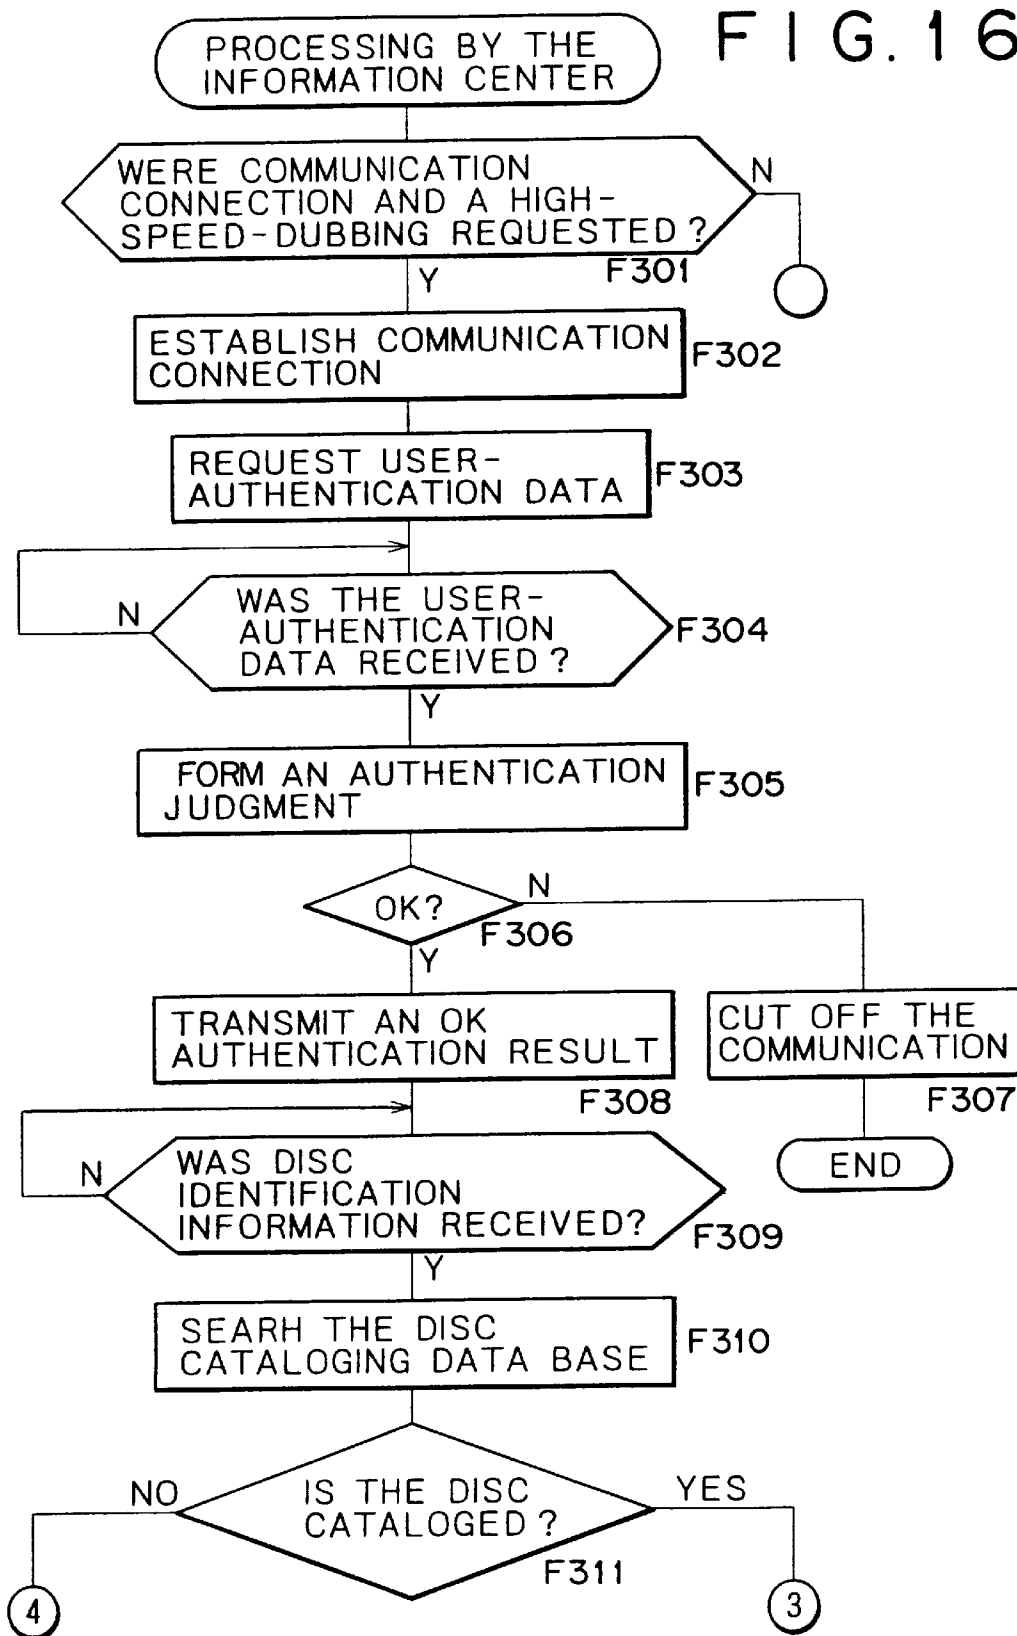 FIG.16
PROCESSING BY THE
INFORMATION CENTER
WERE COMMUNICATION
CONNECTION AND A HIGH-
SPEED-DUBBING REQUESTED?
N
F301
Y
ESTABLISH COMMUNICATION
CONNECTION
F302
REQUEST USER-
AUTHENTICATION DATA
F303
WAS THE USER-
AUTHENTICATION
DATA RECEIVED?
N
F304
Y
FORM AN AUTHENTICATION
JUDGMENT
F305
OK?
N
F306
Y
TRANSMIT AN OK
AUTHENTICATION RESULT
F308
CUT OFF THE
COMMUNICATION
F307
END
WAS DISC
IDENTIFICATION
INFORMATION RECEIVED?
N
F309
Y
SEARH THE DISC
CATALOGING DATA BASE
F310
IS THE DISC
CATALOGED?
NO
YES
F311
4
3